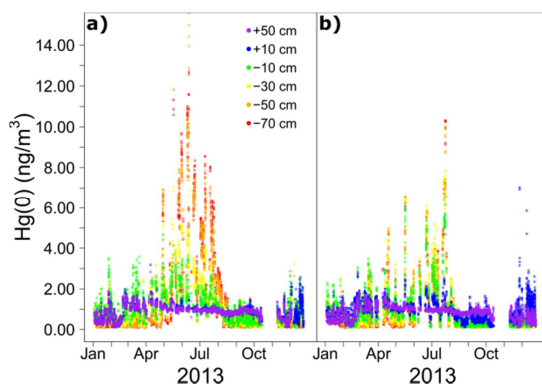 a)
b)
+50 cm
+10 cm
−10 cm
−30 cm
−50 cm
−70 cm
Hg(0) (ng/m³)
14.00
12.00
10.00
8.00
6.00
4.00
2.00
0.00
Jan Apr Jul Oct
Jan Apr Jul Oct
2013
2013